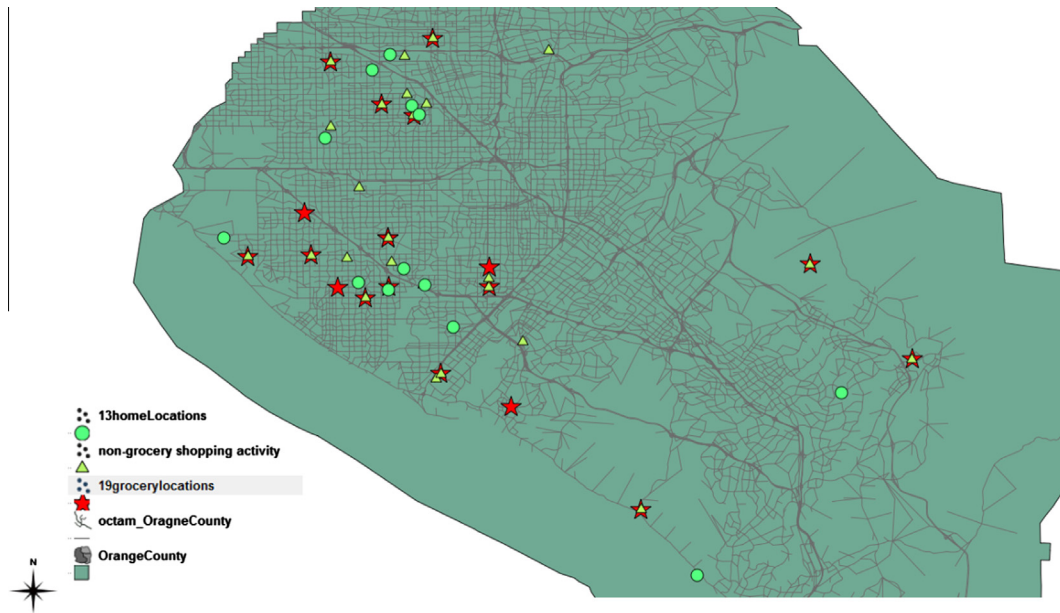 13homeLocations
non-grocery shopping activity
19grocerylocations
octam_OragneCounty
OrangeCounty
N